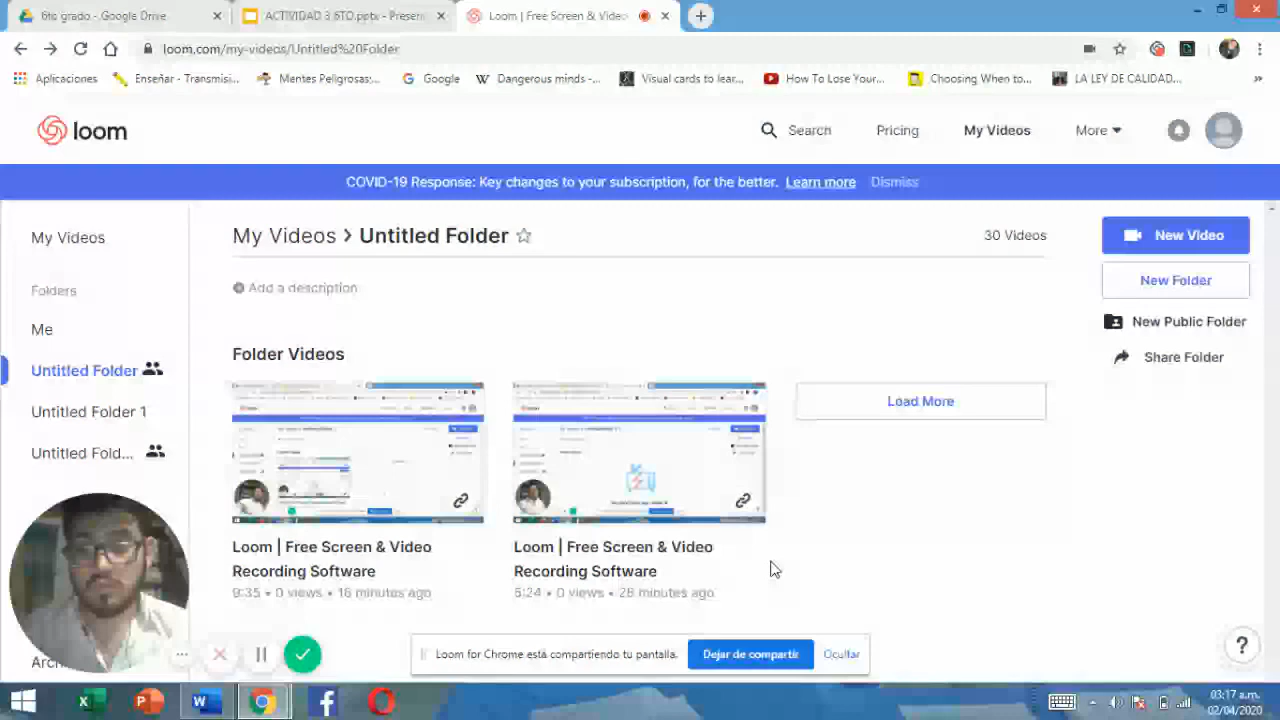 6to grado - Google Drive
ACTIVIDAD 3 6TO.pptx - Presen
Loom | Free Screen & Video
loom.com/my-videos/Untitled%20Folder
Aplicaciones
Enseñar - Transmisi...
Mentes Peligrosas:...
Google
Dangerous minds -...
Visual cards to lear...
How To Lose Your...
Choosing When to...
LA LEY DE CALIDAD...
loom
Search
Pricing
My Videos
More
COVID-19 Response: Key changes to your subscription, for the better. Learn more Dismiss
My Videos
Folders
Me
Untitled Folder
Untitled Folder 1
Untitled Fold...
My Videos > Untitled Folder
30 Videos
Add a description
Folder Videos
Loom | Free Screen & Video
Recording Software
9:35 • 0 views • 16 minutes ago
Loom | Free Screen & Video
Recording Software
5:24 • 0 views • 28 minutes ago
Load More
New Video
New Folder
New Public Folder
Share Folder
Loom for Chrome está compartiendo tu pantalla.
Dejar de compartir
Ocultar
?
03:17 a.m.
02/04/2020